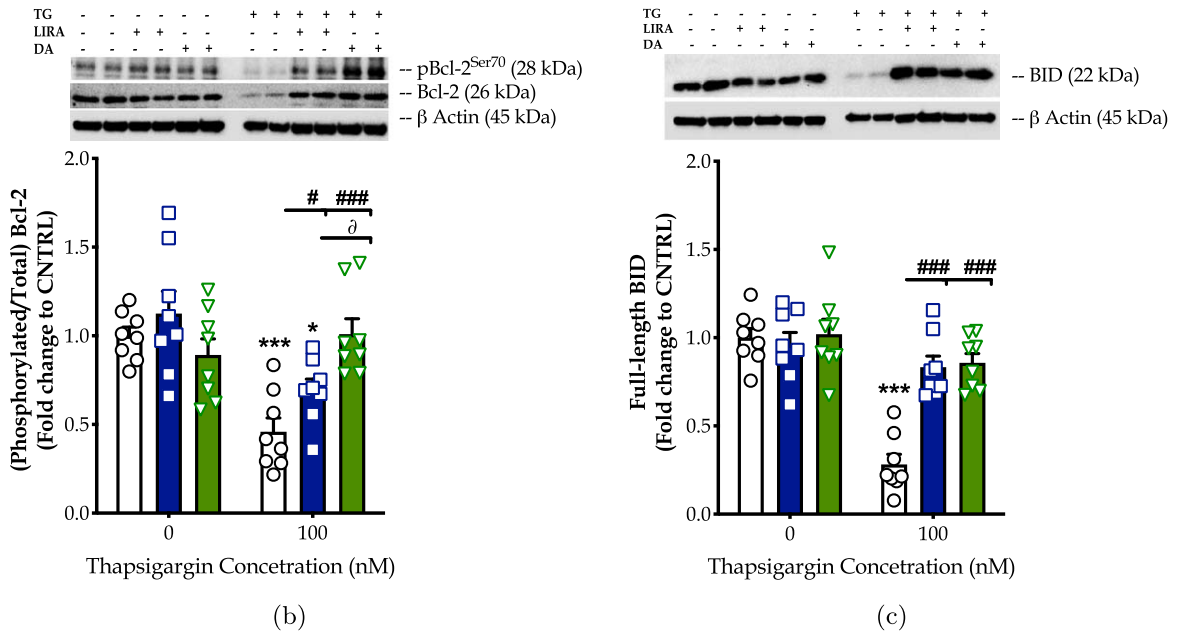 TG - - - - - - + + + + + +
LIRA - - + + - - - - + + - -
DA - - - - + + - - - - + +
-- pBcl-2Ser70 (28 kDa)
-- Bcl-2 (26 kDa)
-- β Actin (45 kDa)
(Phosphorylated/Total) Bcl-2
(Fold change to CNTRL)
2.0
1.5
1.0
0.5
0.0
# ###
∂
***
*
0
100
Thapsigargin Concetration (nM)
(b)
TG - - - - - - + + + + + +
LIRA - - + + - - - - + + - -
DA - - - - + + - - - - + +
-- BID (22 kDa)
-- β Actin (45 kDa)
Full-length BID
(Fold change to CNTRL)
2.0
1.5
1.0
0.5
0.0
### ###
***
0
100
Thapsigargin Concetration (nM)
(c)